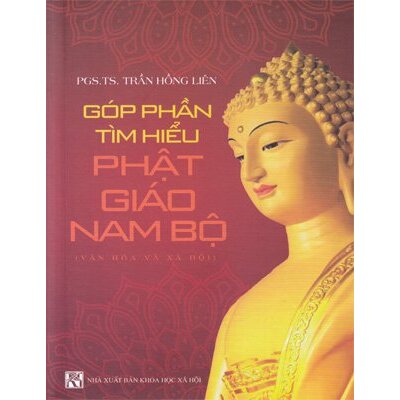 PGS.TS. TRẦN HỒNG LIÊN
GÓP PHẦN
TÌM HIỂU
PHẬT
GIÁO
NAM BỘ
(VĂN HÓA VÀ XÃ HỘI)
NHÀ XUẤT BẢN KHOA HỌC XÃ HỘI